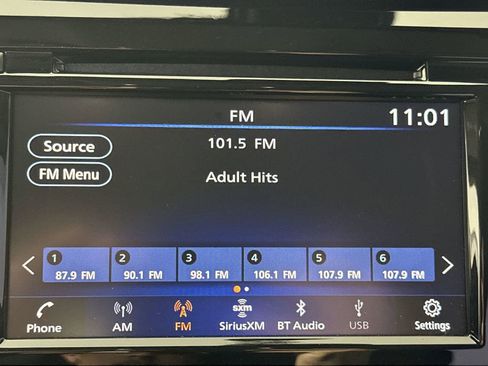 FM
11:01
Source
101.5 FM
FM Menu
Adult Hits
1 2 3 4 5 6
87.9 FM 90.1 FM 98.1 FM 106.1 FM 107.9 FM 107.9 FM
sxm
Phone AM FM SiriusXM BT Audio USB Settings